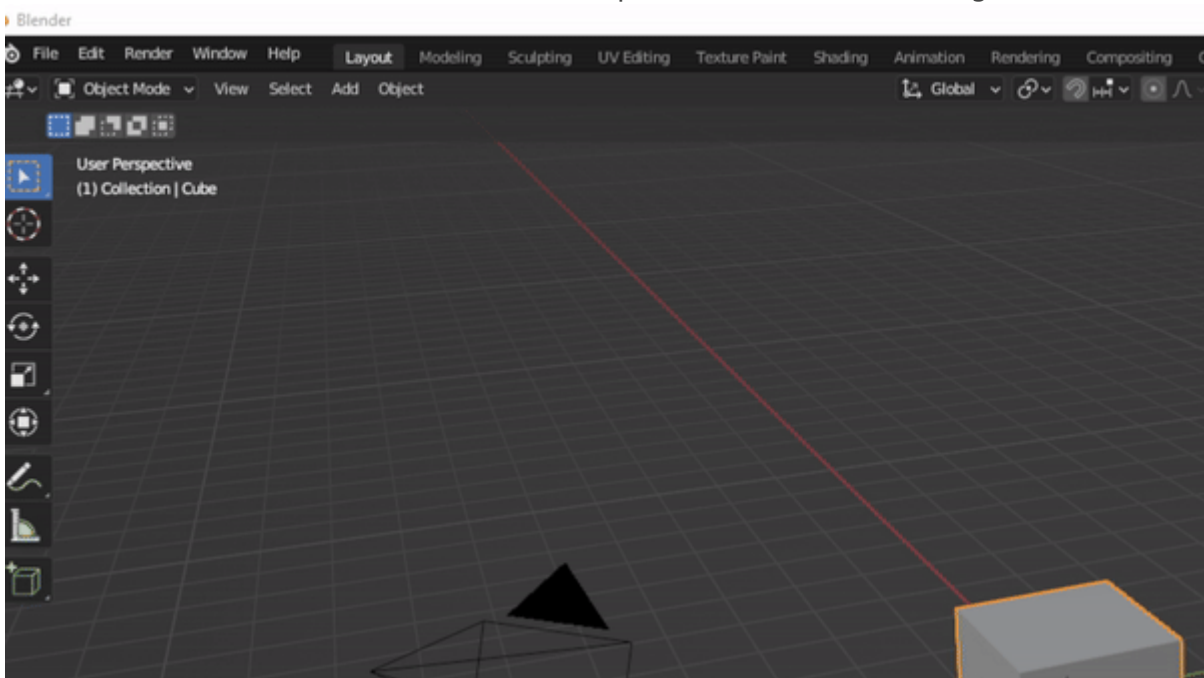 Blender
File Edit Render Window Help Layout Modeling Sculpting UV Editing Texture Paint Shading Animation Rendering Compositing
Object Mode View Select Add Object Global
User Perspective
(1) Collection | Cube